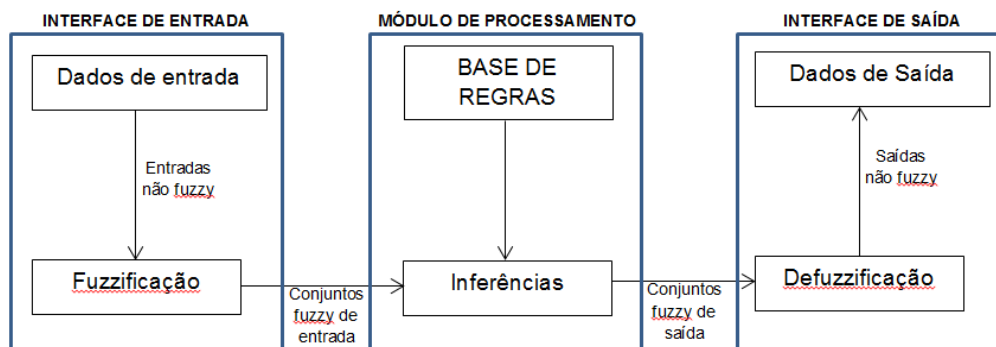 INTERFACE DE ENTRADA
Dados de entrada
Entradas
não fuzzy
Fuzzificação
Conjuntos
fuzzy de
entrada
MÓDULO DE PROCESSAMENTO
BASE DE
REGRAS
Inferências
Conjuntos
fuzzy de
saída
INTERFACE DE SAÍDA
Dados de Saída
Saídas
não fuzzy
Defuzzificação